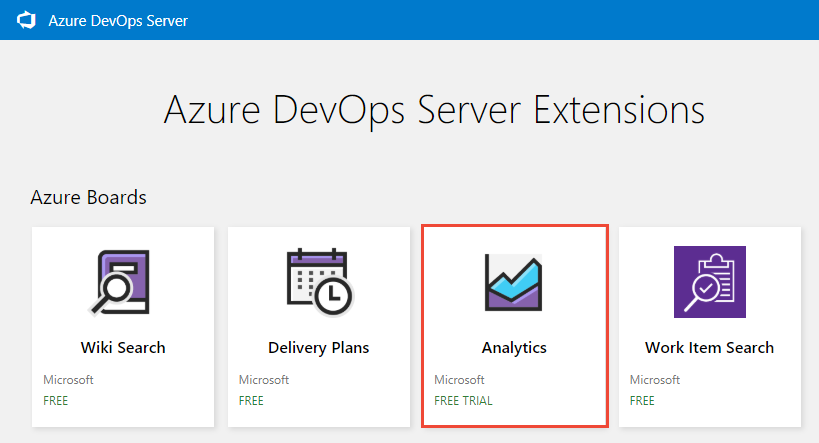 Azure DevOps Server
Azure DevOps Server Extensions
Azure Boards
Wiki Search
Microsoft
FREE
Delivery Plans
Microsoft
FREE
Analytics
Microsoft
FREE TRIAL
Work Item Search
Microsoft
FREE